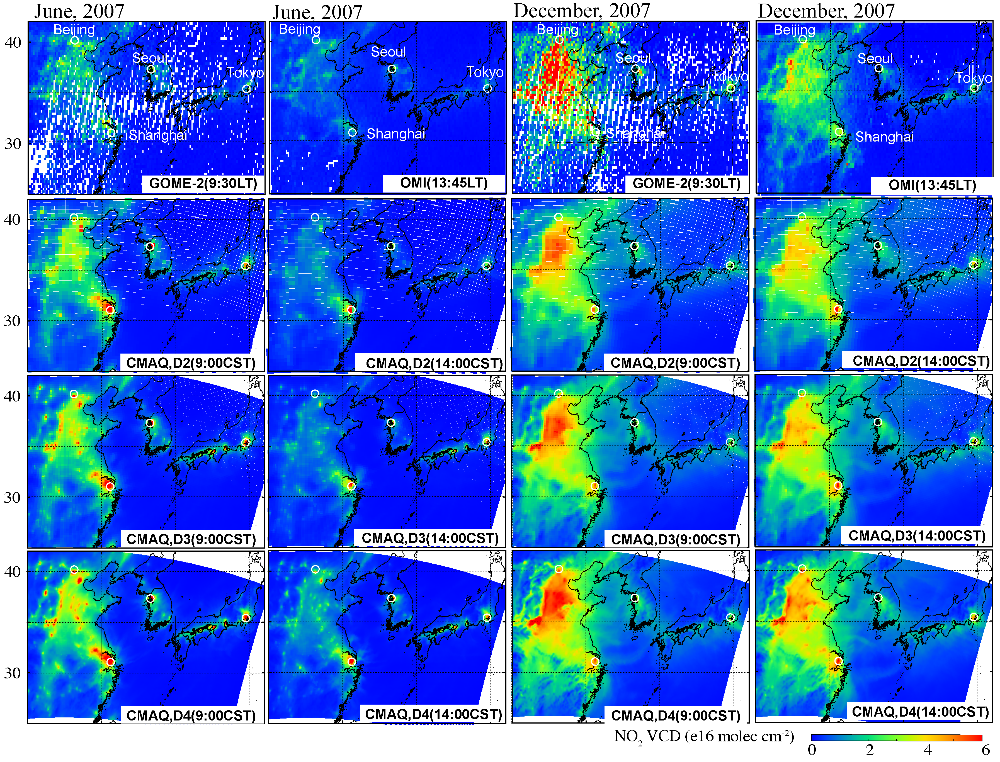 June, 2007 June, 2007 December, 2007 December, 2007
Beijing Beijing Beijing Beijing
40
Seoul Seoul Seoul Seoul
Tokyo Tokyo Tokyo Tokyo
Shanghai Shanghai Shanghai Shanghai
30
GOME-2(9:30LT) OMI(13:45LT) GOME-2(9:30LT) OMI(13:45LT)
40
30
CMAQ,D2(9:00CST) CMAQ,D2(14:00CST) CMAQ,D2(9:00CST) CMAQ,D2(14:00CST)
40
30
CMAQ,D3(9:00CST) CMAQ,D3(14:00CST) CMAQ,D3(9:00CST) CMAQ,D3(14:00CST)
40
30
CMAQ,D4(9:00CST) CMAQ,D4(14:00CST) CMAQ,D4(9:00CST) CMAQ,D4(14:00CST)
NO₂ VCD (e16 molec cm⁻²)
0 2 4 6